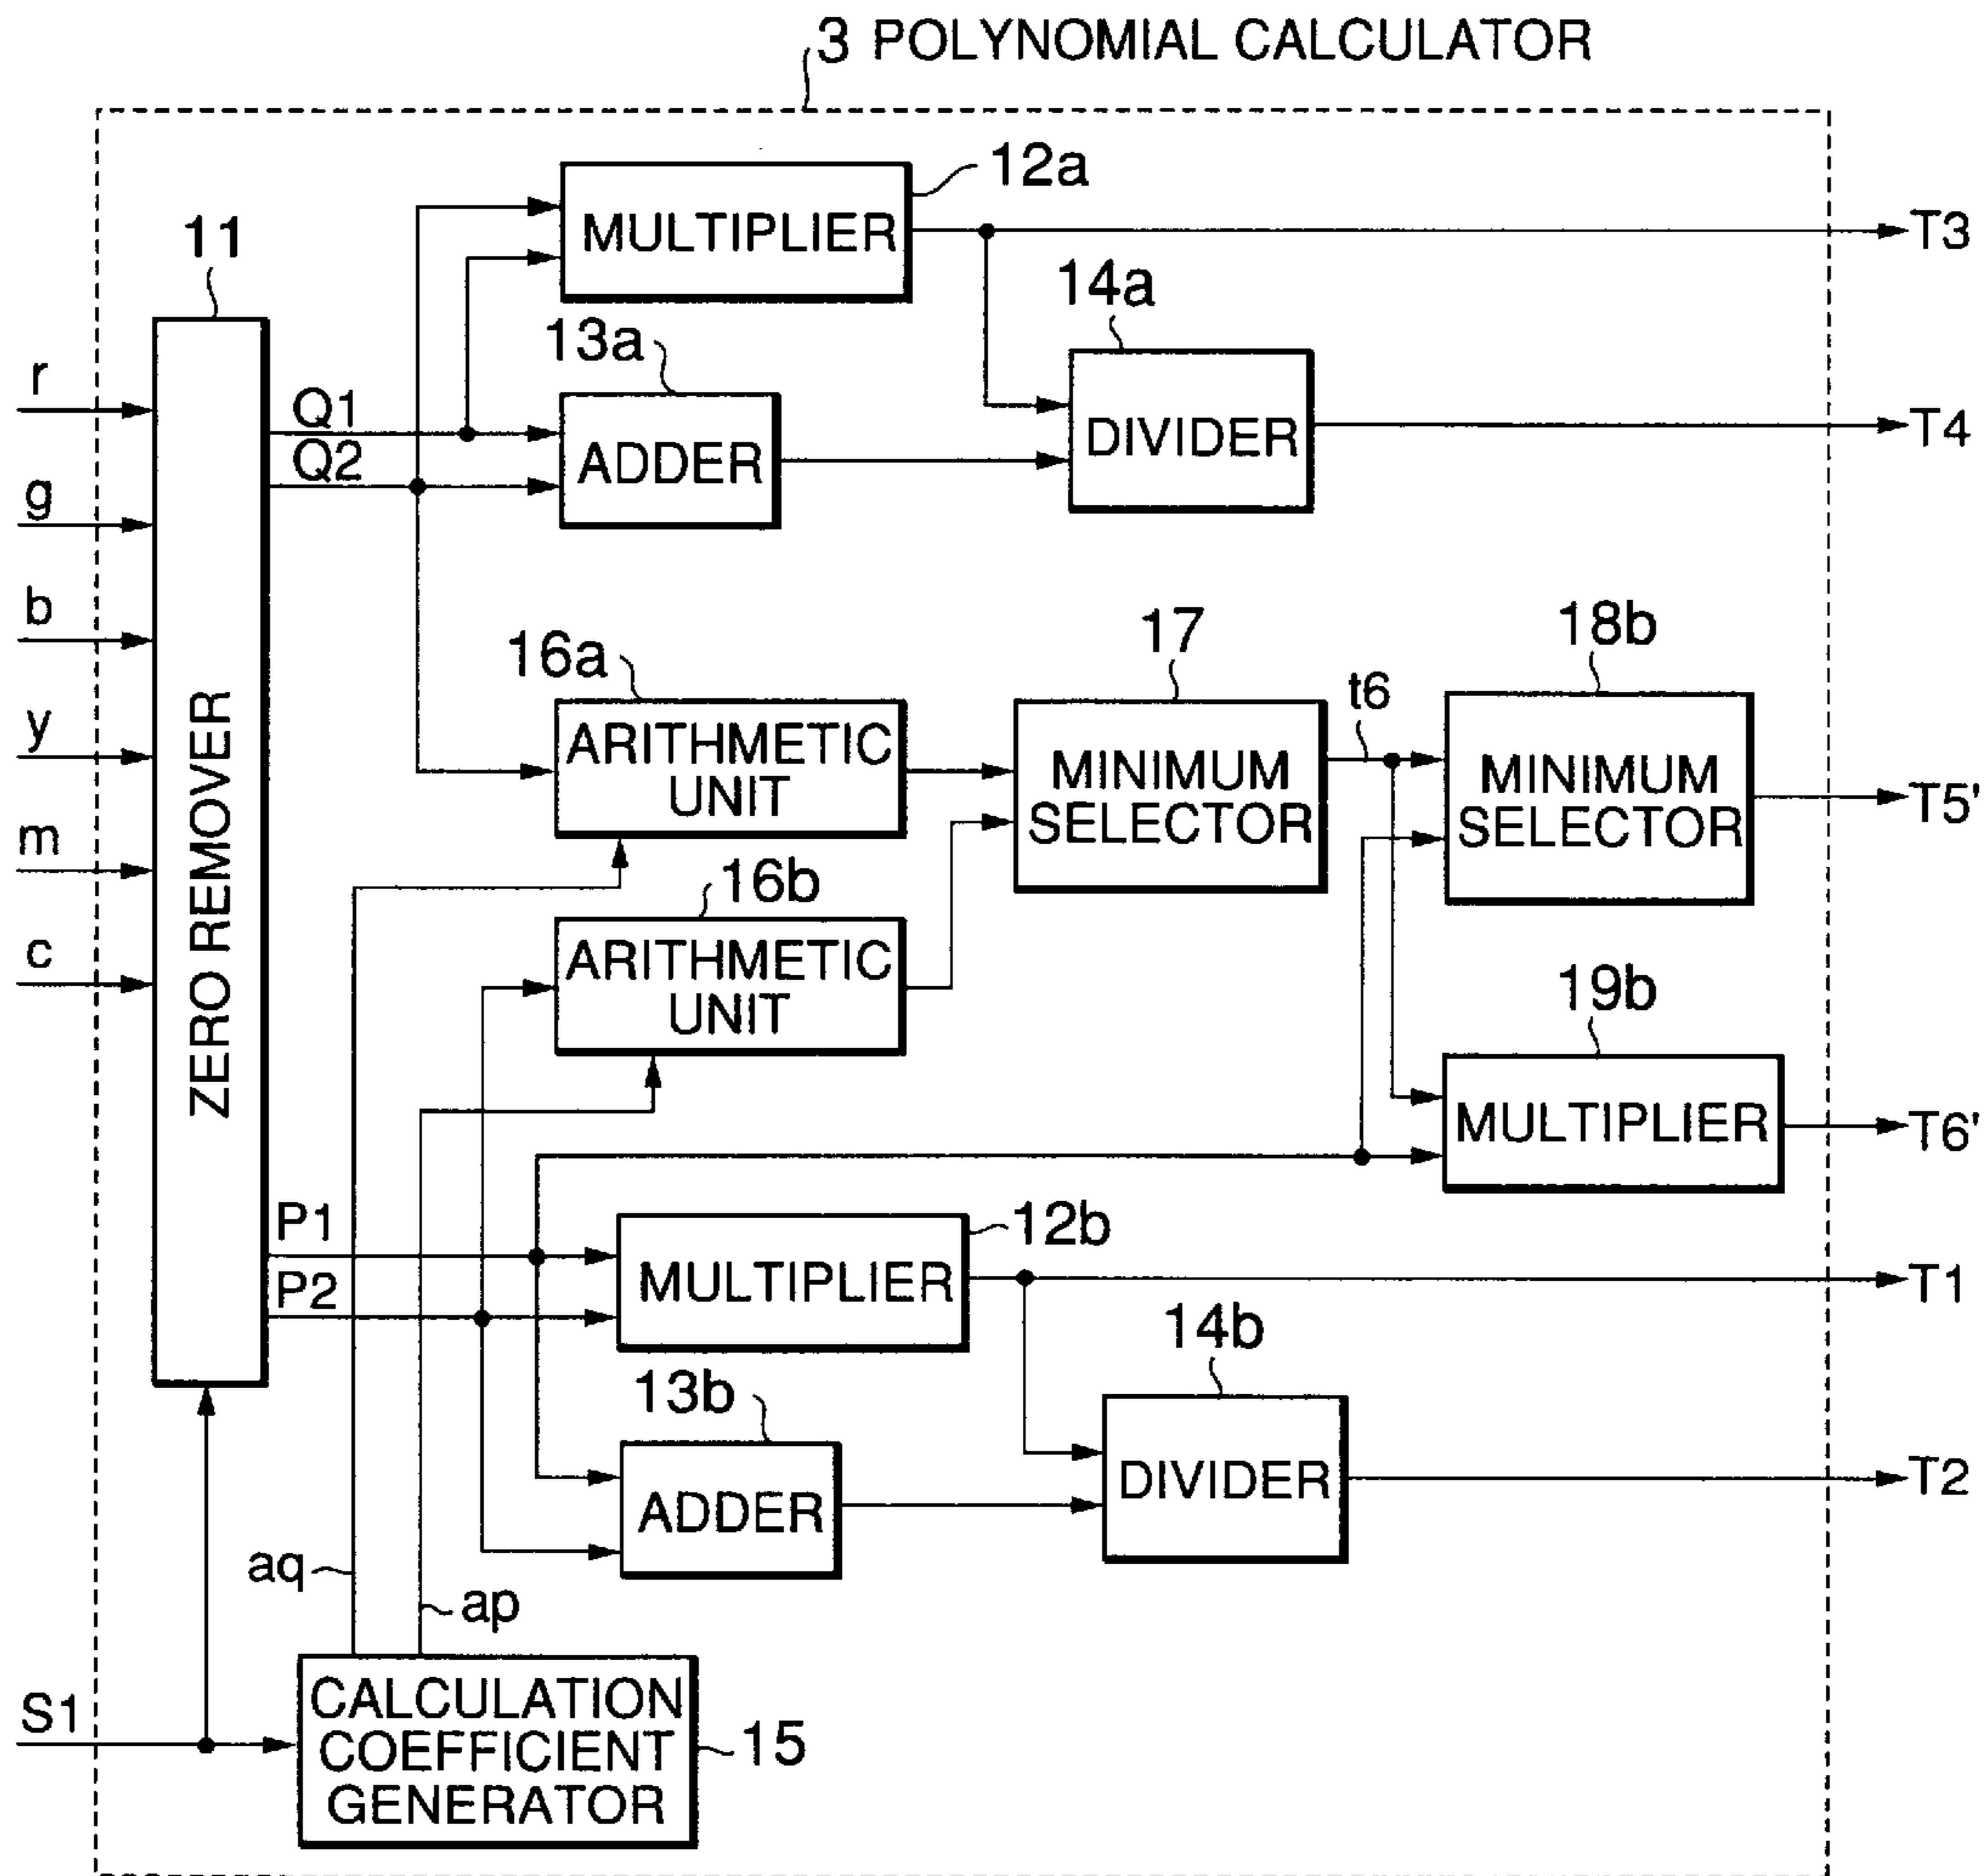 3 POLYNOMIAL CALCULATOR
12a
MULTIPLIER
T3
11
14a
13a
r
Q1
Q2
ADDER
DIVIDER
T4
g
b
17
18b
16a
t6
y
ARITHMETIC
UNIT
MINIMUM
SELECTOR
MINIMUM
SELECTOR
T5'
m
16b
c
ARITHMETIC
UNIT
19b
ZERO REMOVER
MULTIPLIER
T6'
P1
12b
P2
MULTIPLIER
T1
14b
13b
DIVIDER
T2
ADDER
aq
ap
S1
CALCULATION
COEFFICIENT
GENERATOR
15